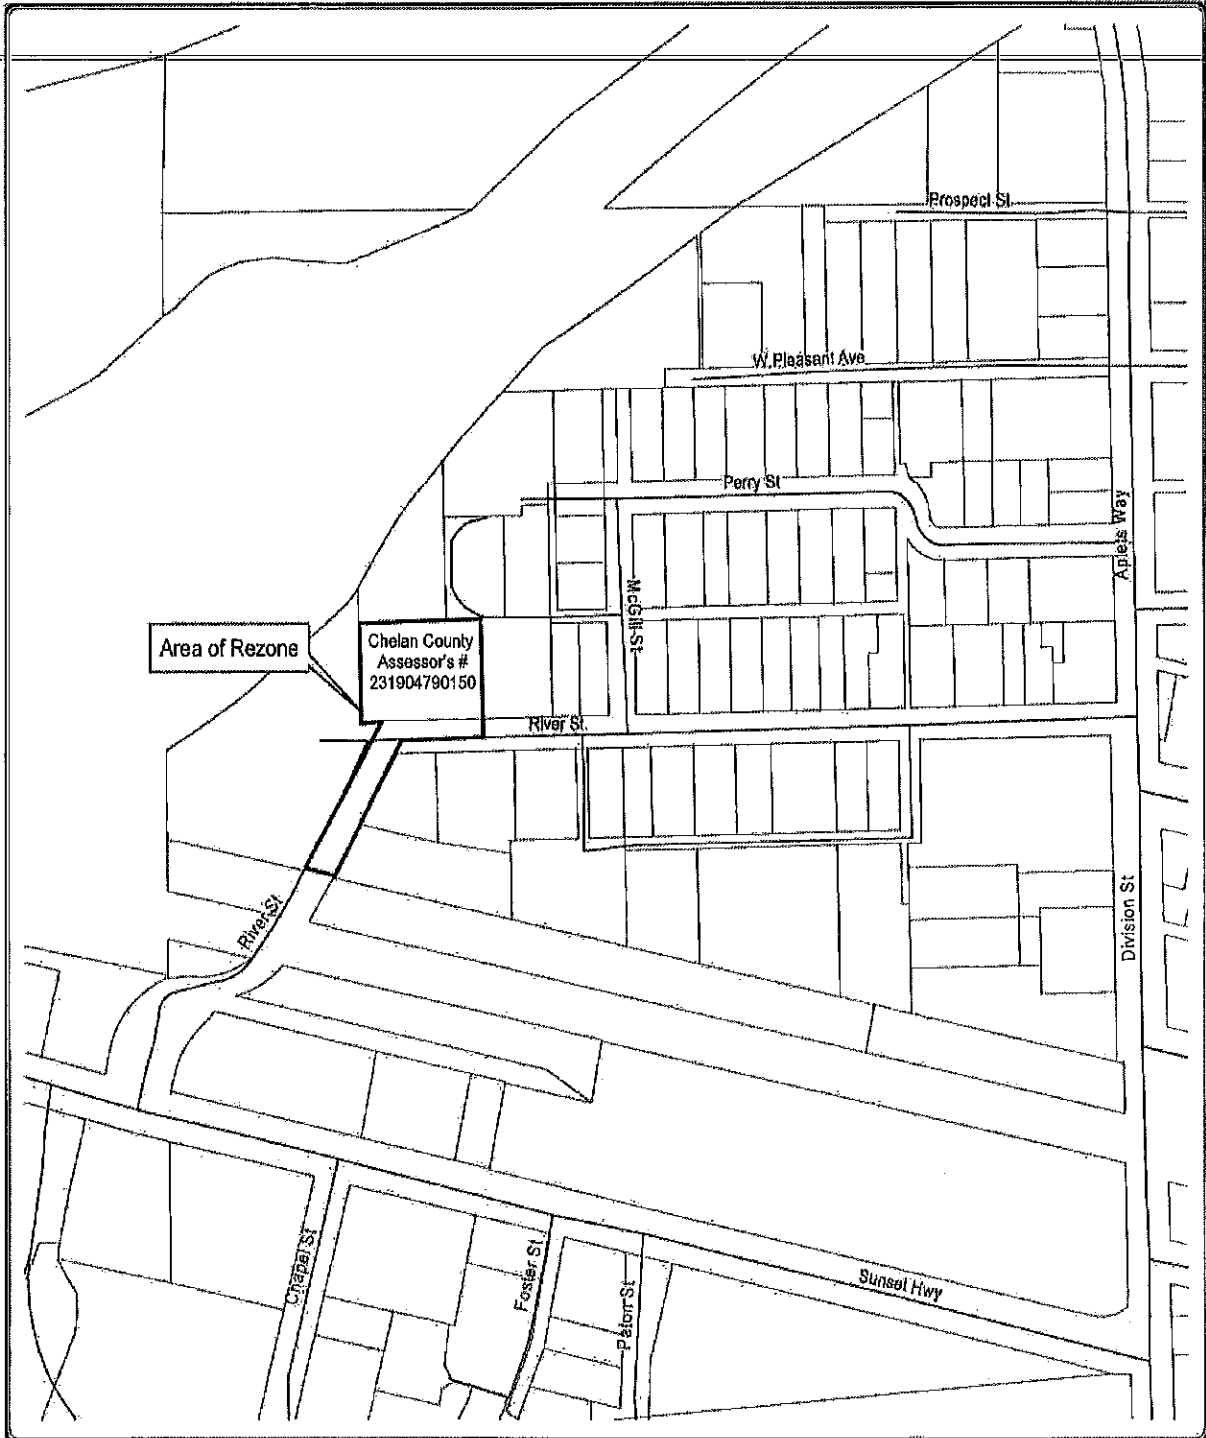 Prospect St
W Pleasant Ave
Perry St
Aplets Way
McGill St
Area of Rezone
Chelan County
Assessor's #
231904790150
River St.
River St
Division St
Chapel St
Foster St
Paton St
Sunset Hwy